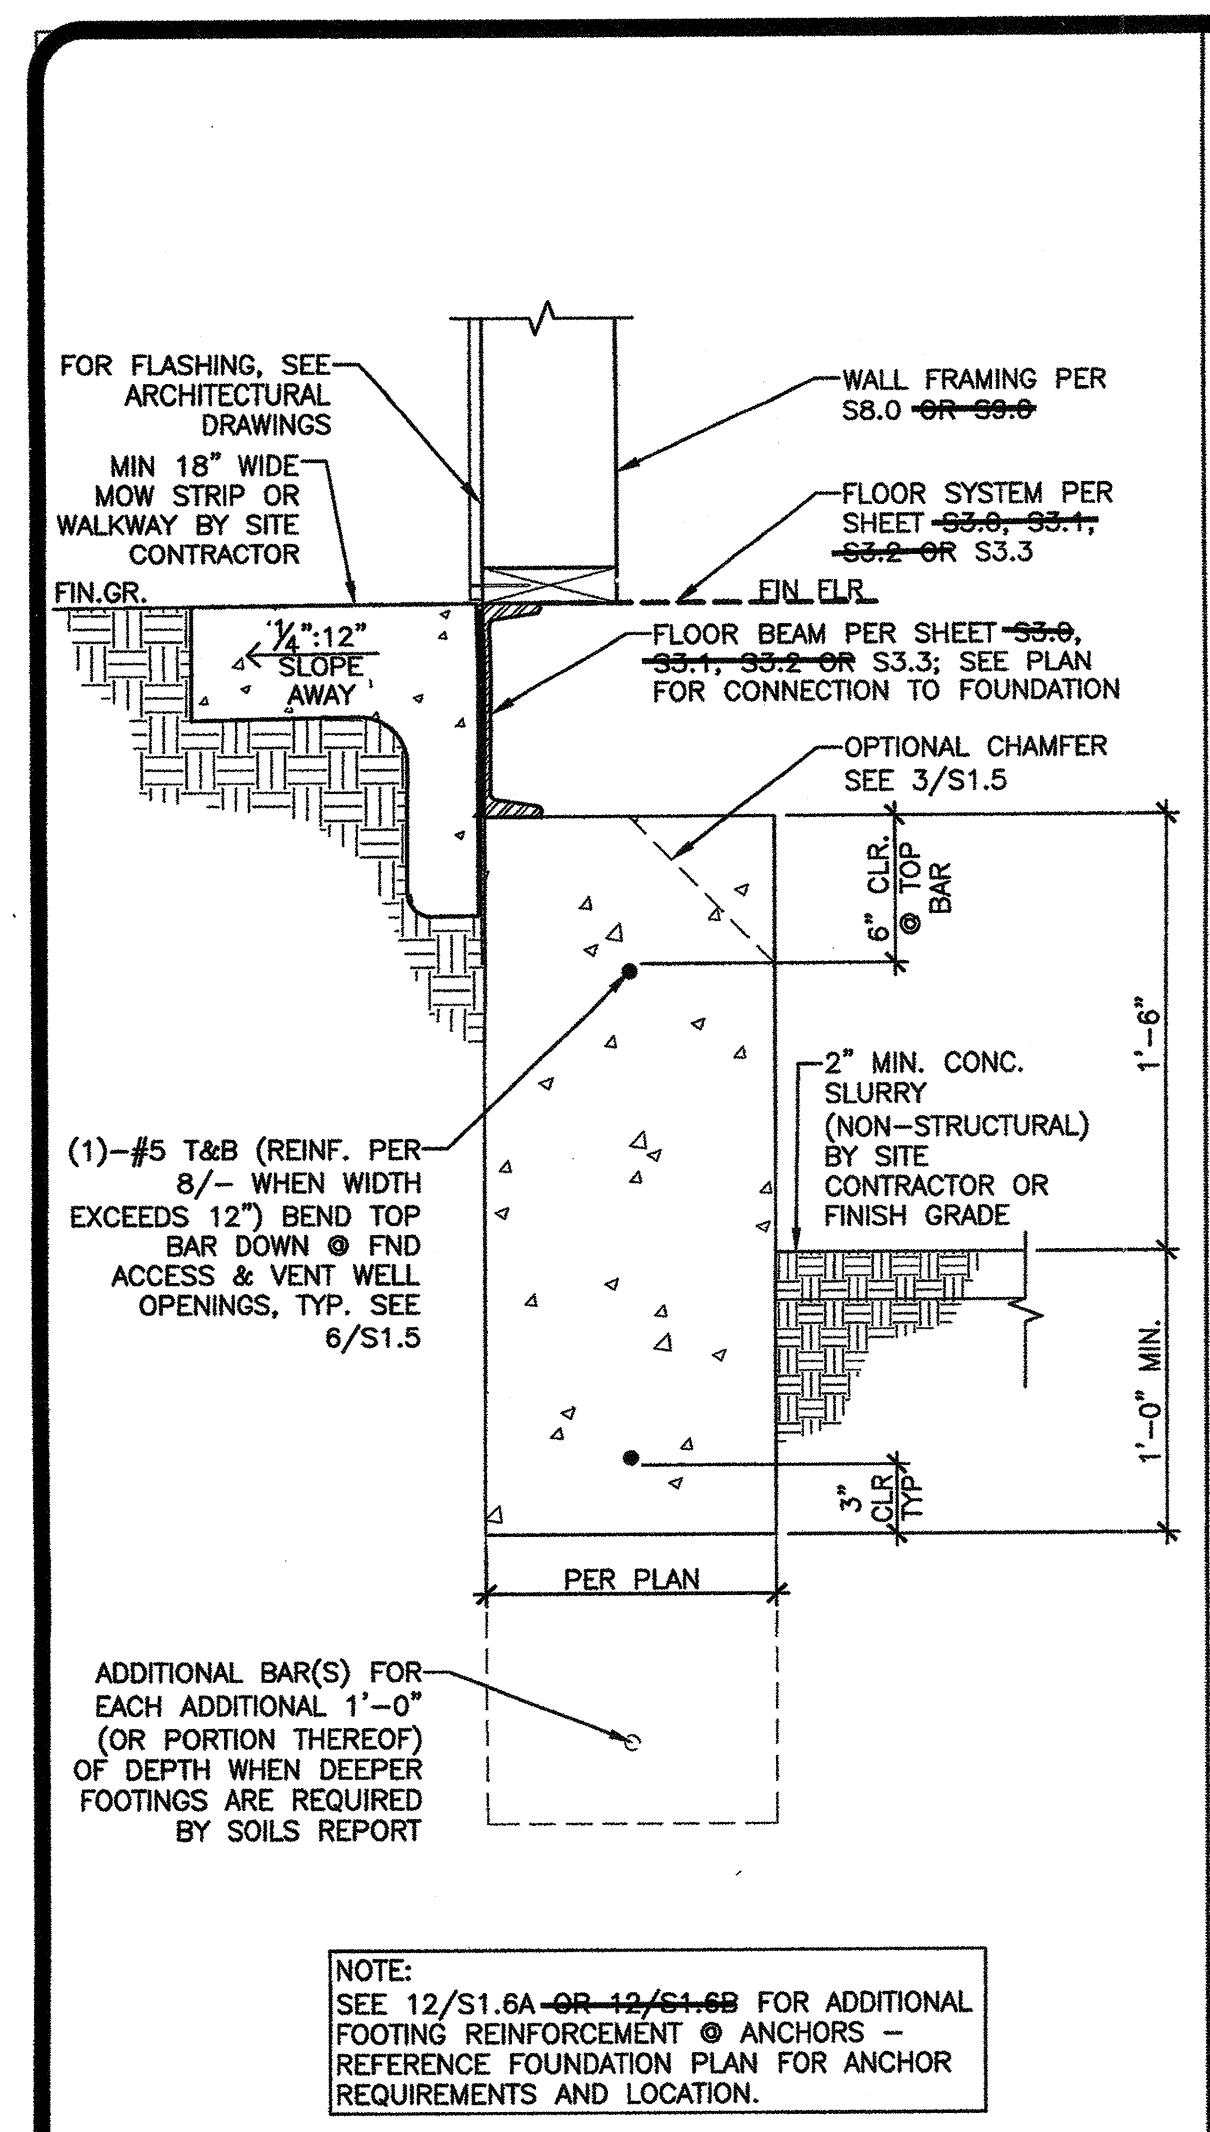 FOR FLASHING, SEE
ARCHITECTURAL
DRAWINGS
MIN 18" WIDE
MOW STRIP OR
WALKWAY BY SITE
CONTRACTOR
FIN.GR.
1/4":12"
SLOPE
AWAY
WALL FRAMING PER
S8.0 OR S9.0
FLOOR SYSTEM PER
SHEET S3.0, S3.1,
S3.2 OR S3.3
FIN FLR
FLOOR BEAM PER SHEET S3.0,
S3.1, S3.2 OR S3.3; SEE PLAN
FOR CONNECTION TO FOUNDATION
OPTIONAL CHAMFER
SEE 3/S1.5
6" CLR.
@ TOP
BAR
1'-6"
2" MIN. CONC.
SLURRY
(NON-STRUCTURAL)
BY SITE
CONTRACTOR OR
FINISH GRADE
(1)-#5 T&B (REINF. PER
8/- WHEN WIDTH
EXCEEDS 12") BEND TOP
BAR DOWN @ FND
ACCESS & VENT WELL
OPENINGS, TYP. SEE
6/S1.5
1'-0" MIN.
3"
CLR
TYP
PER PLAN
ADDITIONAL BAR(S) FOR
EACH ADDITIONAL 1'-0"
(OR PORTION THEREOF)
OF DEPTH WHEN DEEPER
FOOTINGS ARE REQUIRED
BY SOILS REPORT
NOTE:
SEE 12/S1.6A OR 12/S1.6B FOR ADDITIONAL
FOOTING REINFORCEMENT @ ANCHORS -
REFERENCE FOUNDATION PLAN FOR ANCHOR
REQUIREMENTS AND LOCATION.